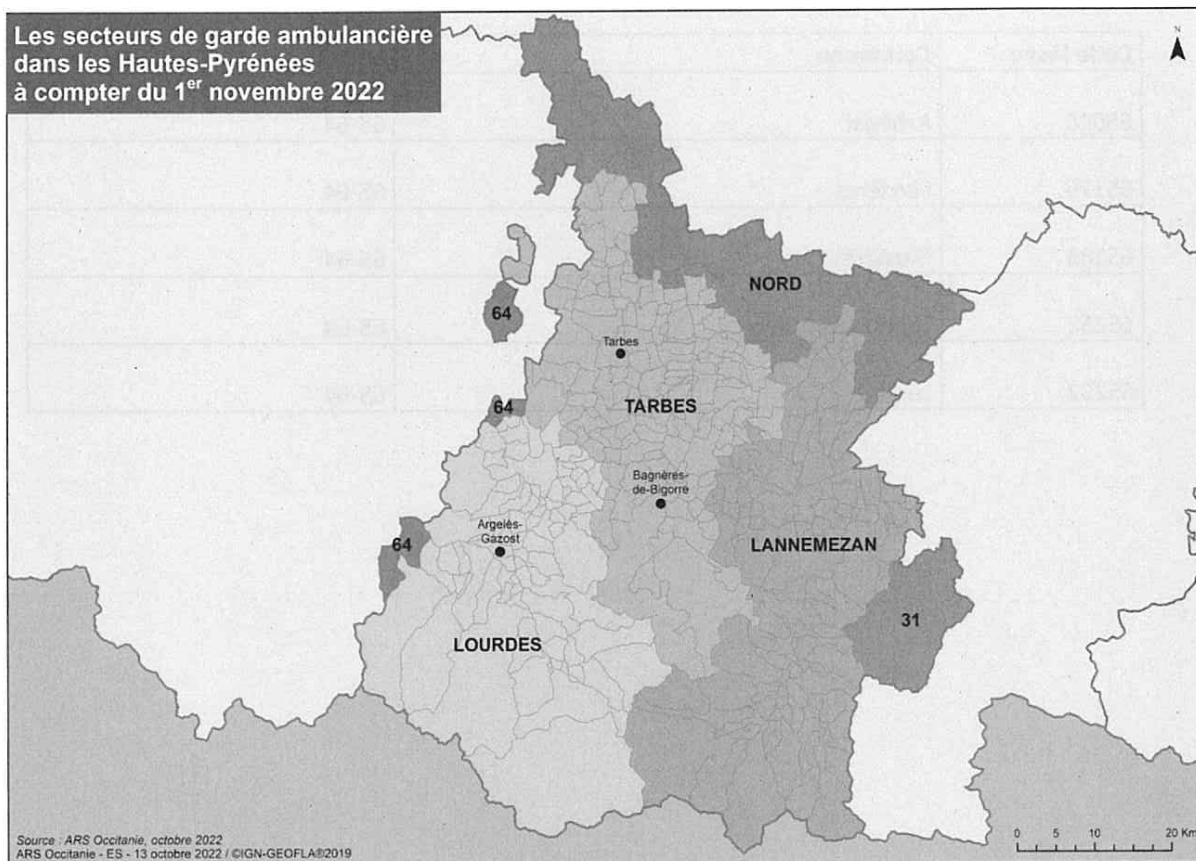 Les secteurs de garde ambulancière
dans les Hautes-Pyrénées
à compter du 1er novembre 2022
N
NORD
64
Tarbes
64
TARBES
Bagnères-
de-Bigorre
Argelès-
Gazost
64
LANNEMEZAN
31
LOURDES
Source : ARS Occitanie, octobre 2022
ARS Occitanie - ES - 13 octobre 2022 / ©IGN-GEOFLA®2019
0 5 10 20 Km